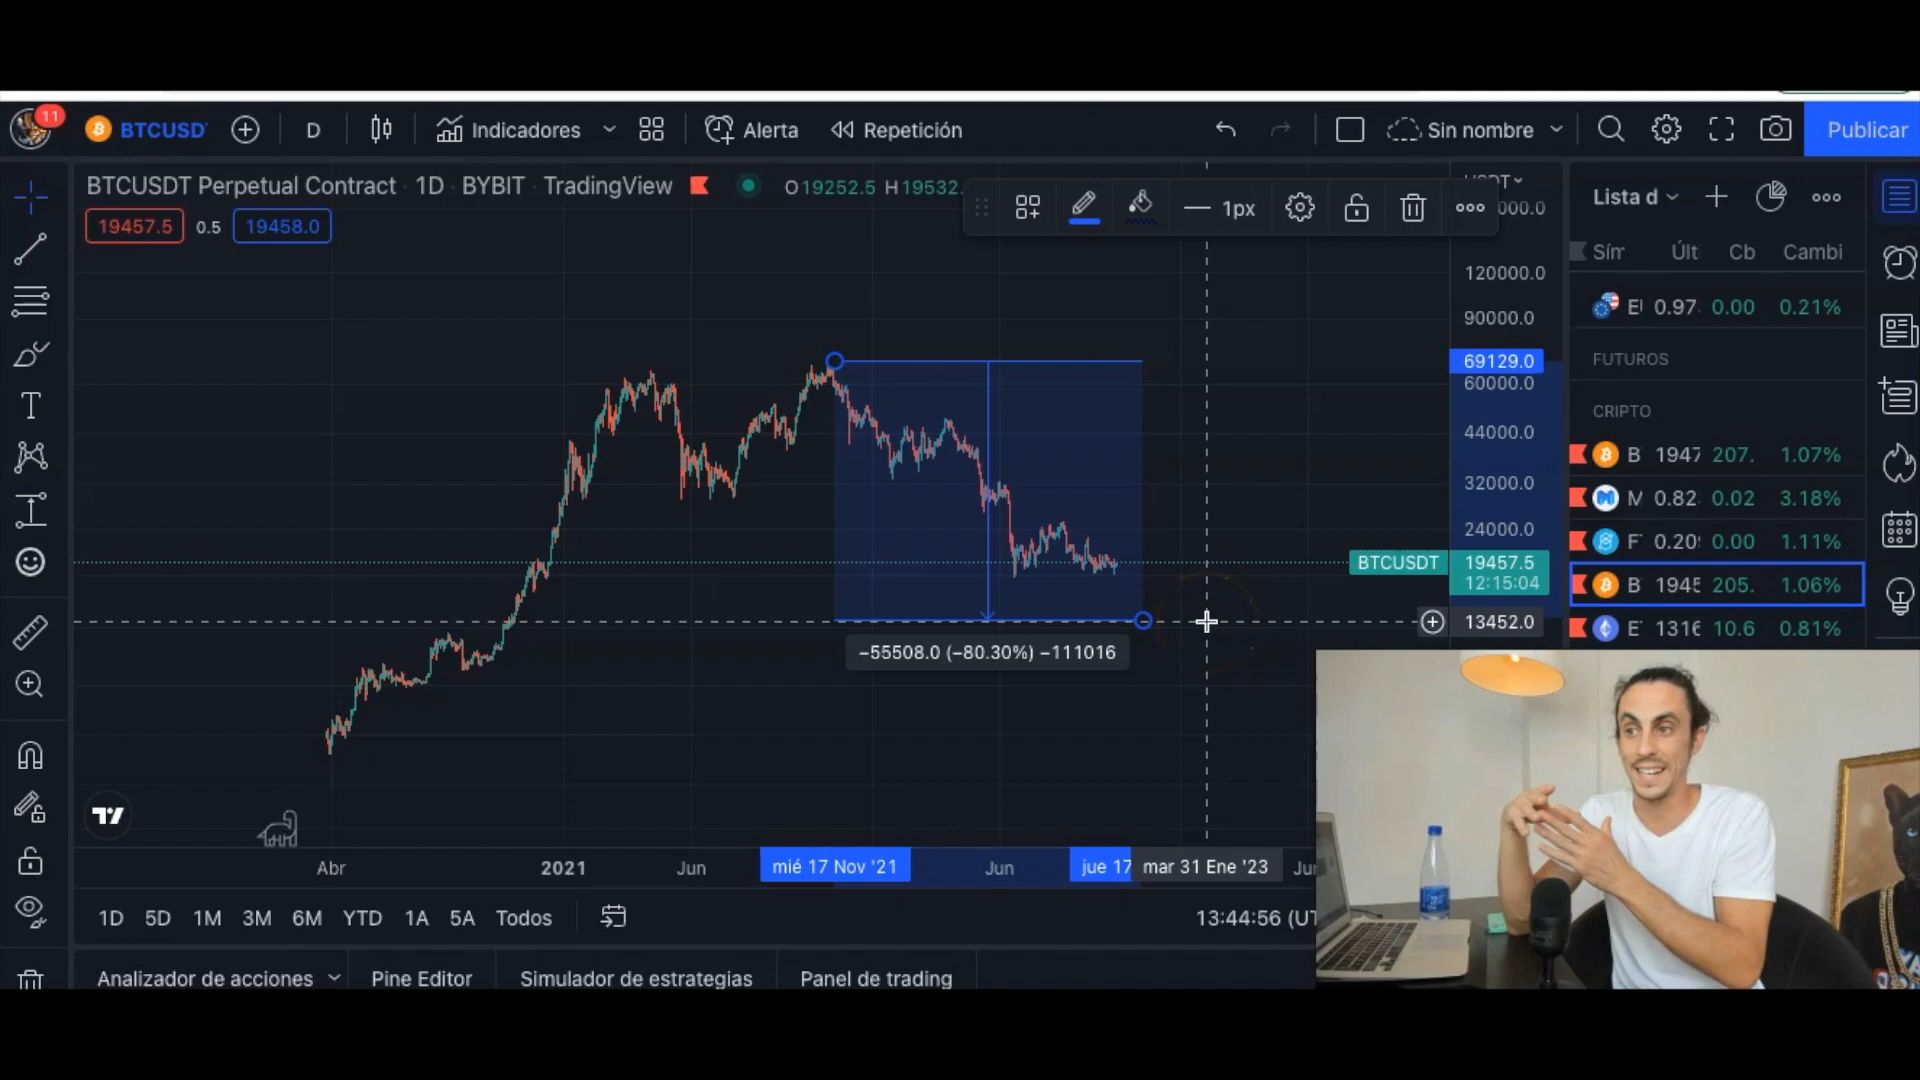 11
BTCUSD
D
Indicadores
Alerta
Repetición
Sin nombre
Publicar
BTCUSDT Perpetual Contract · 1D · BYBIT · TradingView
O19252.5 H19532.
19457.5 0.5 19458.0
1px
Lista d
Últ Cb Cambi
000.0
120000.0
90000.0
69129.0
60000.0
44000.0
32000.0
24000.0
BTCUSDT 19457.5
12:15:04
13452.0
0.97 0.00 0.21%
FUTUROS
CRIPTO
B 1947 207. 1.07%
M 0.82 0.02 3.18%
F 0.20 0.00 1.11%
B 1945 205. 1.06%
E 1316 10.6 0.81%
−55508.0 (−80.30%) −111016
Abr 2021 Jun mié 17 Nov '21 Jun jue 17 mar 31 Ene '23
1D 5D 1M 3M 6M YTD 1A 5A Todos
13:44:56 (UT
Analizador de acciones Pine Editor Simulador de estrategias Panel de trading